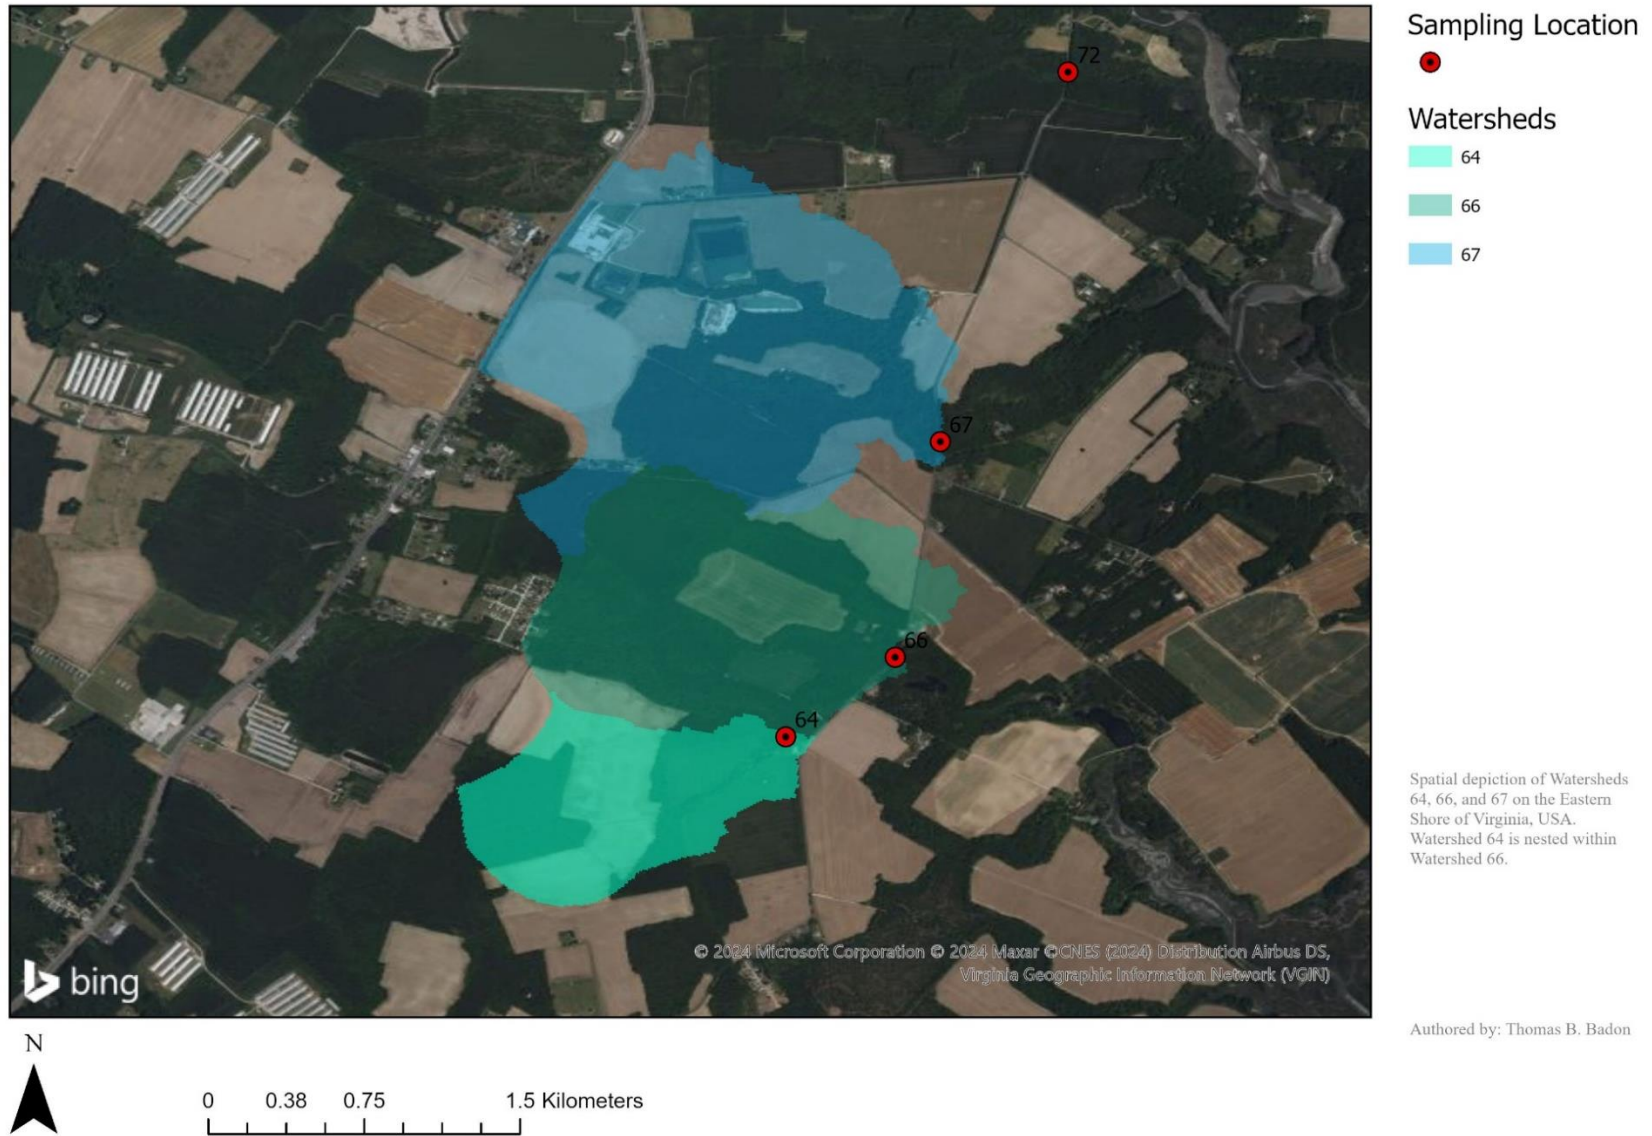 Sampling Location
Watersheds
64
66
67
72
67
66
64
Spatial depiction of Watersheds
64, 66, and 67 on the Eastern
Shore of Virginia, USA.
Watershed 64 is nested within
Watershed 66.
© 2024 Microsoft Corporation © 2024 Maxar ©CNES (2024) Distribution Airbus DS,
Virginia Geographic Information Network (VGIN)
bing
Authored by: Thomas B. Badon
N
0 0.38 0.75 1.5 Kilometers